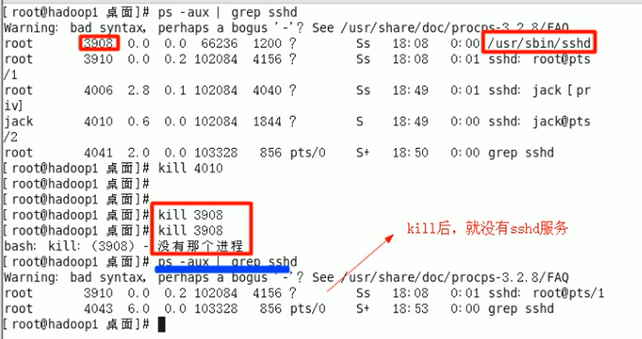 [root@hadoop1 桌面]# ps -aux | grep sshd
Warning: bad syntax, perhaps a bogus '-'? See /usr/share/doc/procps-3.2.8/FAQ
root 3908 0.0 0.0 66236 1200 ? Ss 18:08 0:00 /usr/sbin/sshd
root 3910 0.0 0.2 102084 4156 ? Ss 18:08 0:01 sshd: root@pts
/1
root 4006 2.8 0.1 102084 4040 ? Ss 18:49 0:01 sshd: jack [pr
iv]
jack 4010 0.6 0.0 102084 1844 ? S 18:49 0:00 sshd: jack@pts
/2
root 4041 2.0 0.0 103328 856 pts/0 S+ 18:50 0:00 grep sshd
[root@hadoop1 桌面]# kill 4010
[root@hadoop1 桌面]#
[root@hadoop1 桌面]#
[root@hadoop1 桌面]# kill 3908
[root@hadoop1 桌面]# kill 3908
bash: kill: (3908) - 没有那个进程
kill后，就没有sshd服务
[root@hadoop1 桌面]# ps -aux | grep sshd
Warning: bad syntax, perhaps a bogus '-'? See /usr/share/doc/procps-3.2.8/FAQ
root 3910 0.0 0.2 102084 4156 ? Ss 18:08 0:01 sshd: root@pts/1
root 4043 6.0 0.0 103328 856 pts/0 S+ 18:53 0:00 grep sshd
[root@hadoop1 桌面]#